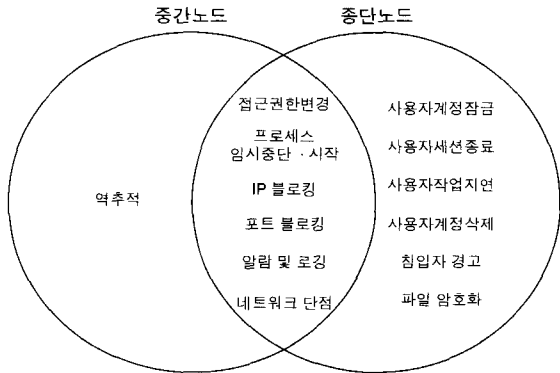 중간노드
종단노드
역추적
접근권한변경
프로세스
임시중단 · 시작
IP 블로킹
포트 블로킹
알람 및 로깅
네트워크 단점
사용자계정잠금
사용자세션종료
사용자작업지연
사용자계정삭제
침입자 경고
파일 암호화